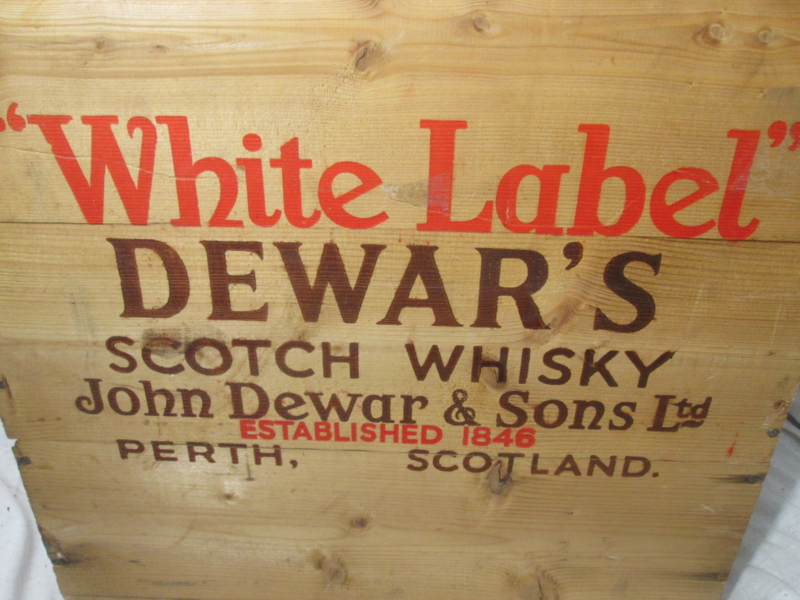 “White Label”
DEWAR’S
SCOTCH WHISKY
John Dewar & Sons Ltd
ESTABLISHED 1846
PERTH, SCOTLAND.